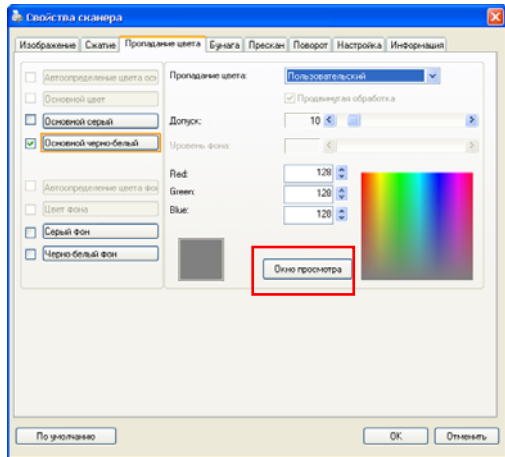 Свойства сканера
Изображение Сжатие Пропадание цвета Бумага Прескан Поворот Настройка Информация
Автоопределение цвета осн
Основной цвет
Основной серый
Основной черно-белый
Автоопределение цвета фон
Цвет фона
Серый фон
Черно-белый фон
Пропадание цвета: Пользовательский
Продвинутая обработка
Допуск: 10
Уровень фона:
Red: 128
Green: 128
Blue: 128
Окно просмотра
По умолчанию OK Отменить